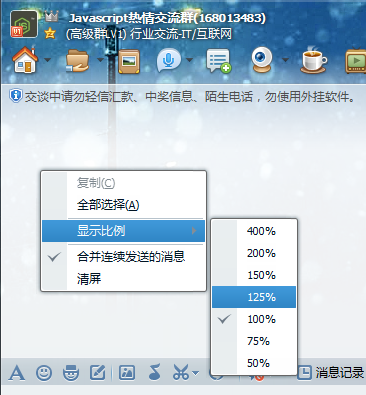 Javascript热情交流群(168013483)
(高级群LV1) 行业交流-IT/互联网
交谈中请勿轻信汇款、中奖信息、陌生电话，勿使用外挂软件。
复制(C)
全部选择(A)
显示比例
合并连续发送的消息
清屏
400%
200%
150%
125%
100%
75%
50%
消息记录